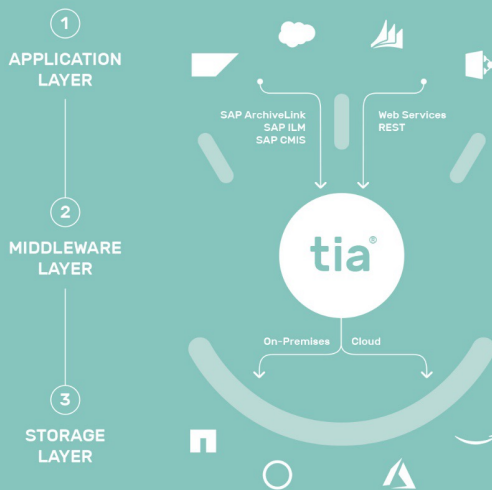 1
APPLICATION
LAYER
SAP ArchiveLink
SAP ILM
SAP CMIS
Web Services
REST
2
MIDDLEWARE
LAYER
tia®
On-Premises
Cloud
3
STORAGE
LAYER